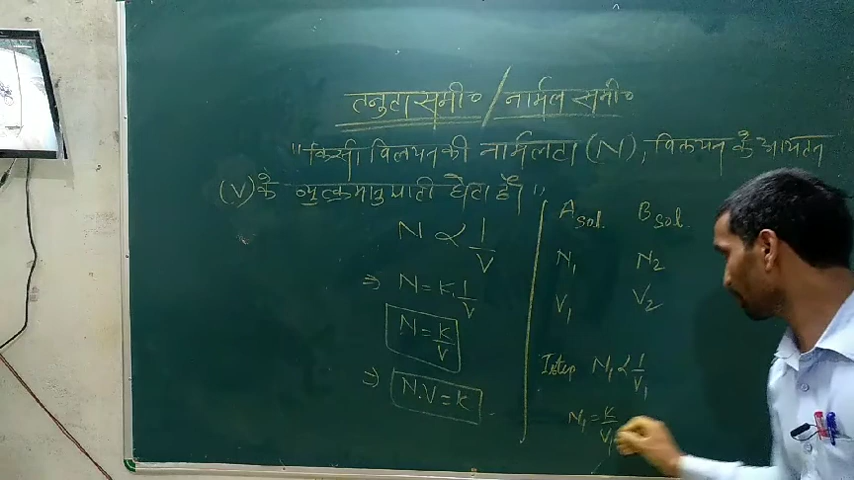 तनुता समी० / नार्मल समी०
"किसी विलयन की नार्मलता (N), विलयन के आयतन
(V) के व्युत्क्रमानुपाती होता है।"
N ∝ 1/V
⇒ N = K.1/V
N = K/V
⇒ N.V = K
A sol. B sol.
N₁ N₂
V₁ V₂
I step N₁ ∝ 1/V₁
N₁ = K/V₁